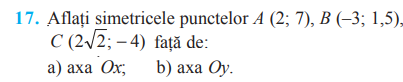 17. Aflați simetricele punctelor A (2; 7), B (–3; 1,5),
C (2√2; – 4) față de:
a) axa Ox; b) axa Oy.